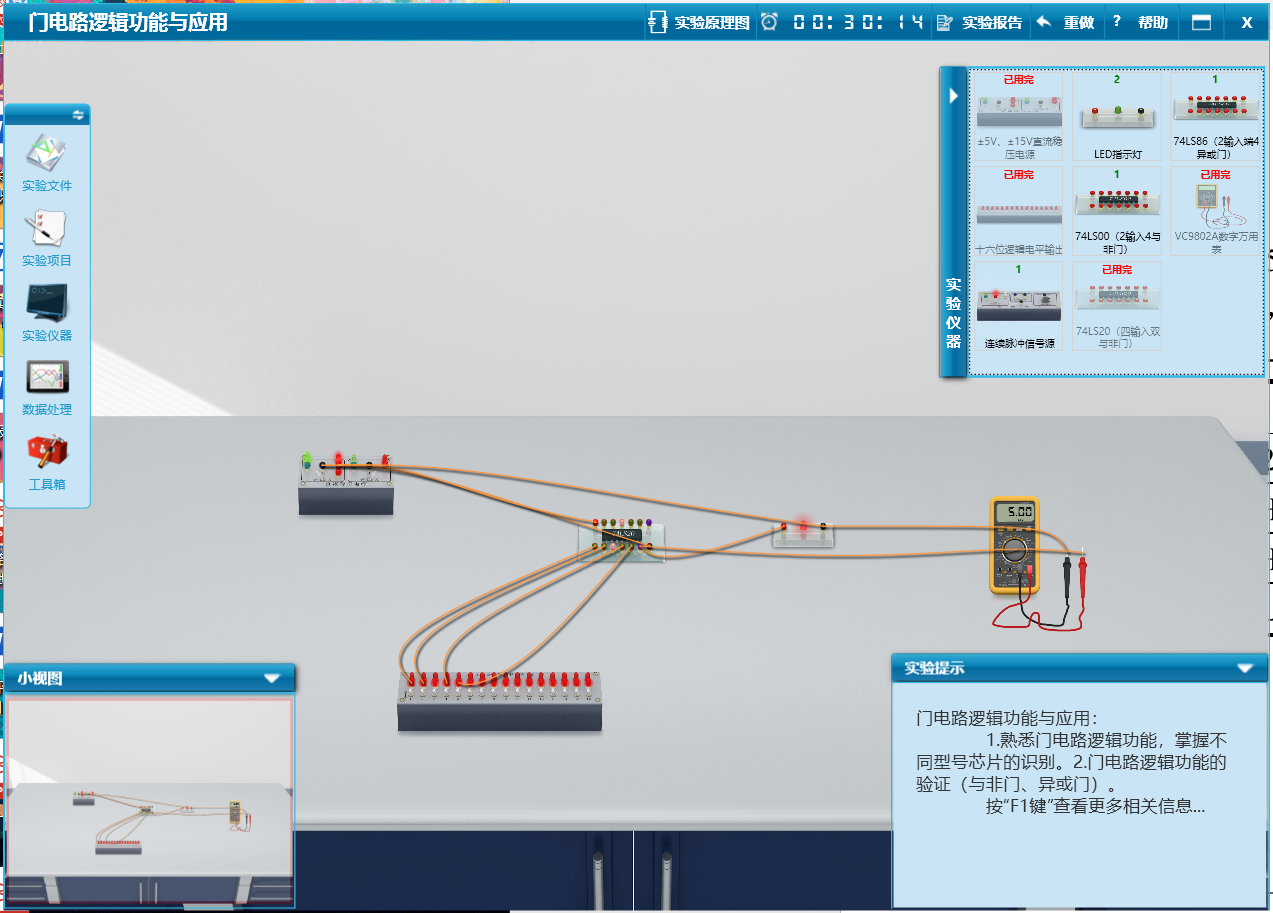 门电路逻辑功能与应用
实验原理图
00:30:14
实验报告
重做
? 帮助
X
实验文件
实验项目
实验仪器
数据处理
工具箱
实验仪器
已用完
±5V、±15V直流稳
压电源
2
LED指示灯
1
74LS86（2输入端4
异或门）
已用完
十六位逻辑电平输出
1
74LS00（2输入4与
非门）
已用完
VC9802A数字万用
表
1
连续脉冲信号源
已用完
74LS20（四输入双
与非门）
74LS20
5.00
小视图
实验提示
门电路逻辑功能与应用：
1.熟悉门电路逻辑功能，掌握不
同型号芯片的识别。2.门电路逻辑功能的
验证（与非门、异或门）。
按“F1键”查看更多相关信息...